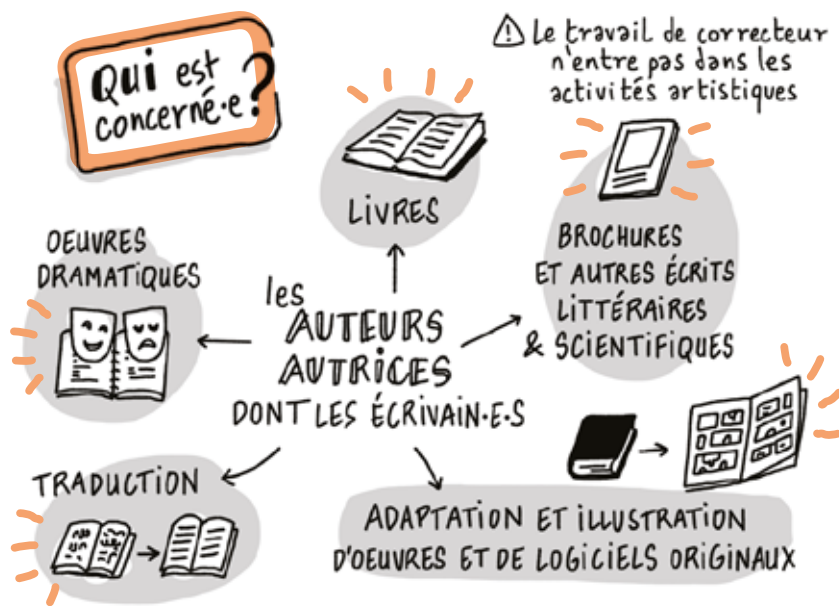 Qui est
concerné·e ?
⚠ Le travail de correcteur
n'entre pas dans les
activités artistiques
LIVRES
BROCHURES
ET AUTRES ÉCRITS
LITTÉRAIRES
& SCIENTIFIQUES
OEUVRES
DRAMATIQUES
les
AUTEURS
AUTRICES
DONT LES ÉCRIVAIN·E·S
TRADUCTION
ADAPTATION ET ILLUSTRATION
D'OEUVRES ET DE LOGICIELS ORIGINAUX